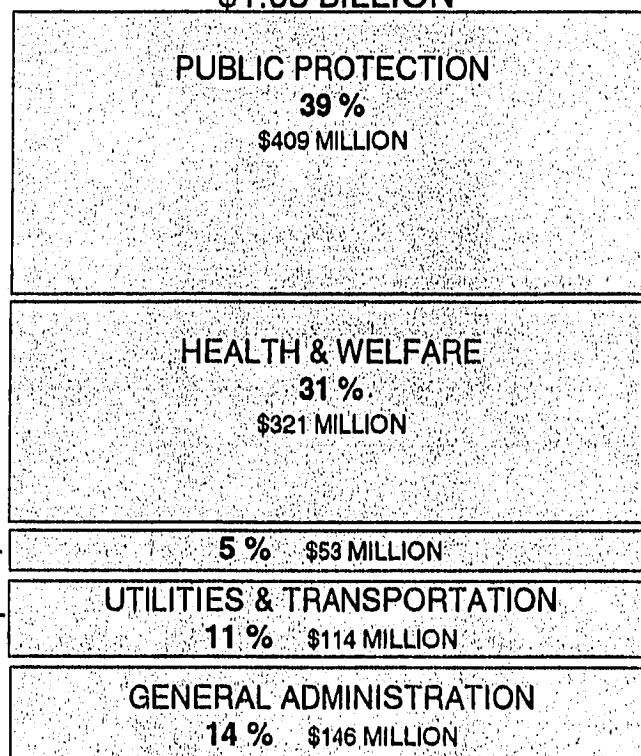 BILLION
PUBLIC PROTECTION
39 %
$409 MILLION
HEALTH & WELFARE
31 %
$321 MILLION
5 % $53 MILLION
UTILITIES & TRANSPORTATION
11 % $114 MILLION
GENERAL ADMINISTRATION
14 % $146 MILLION